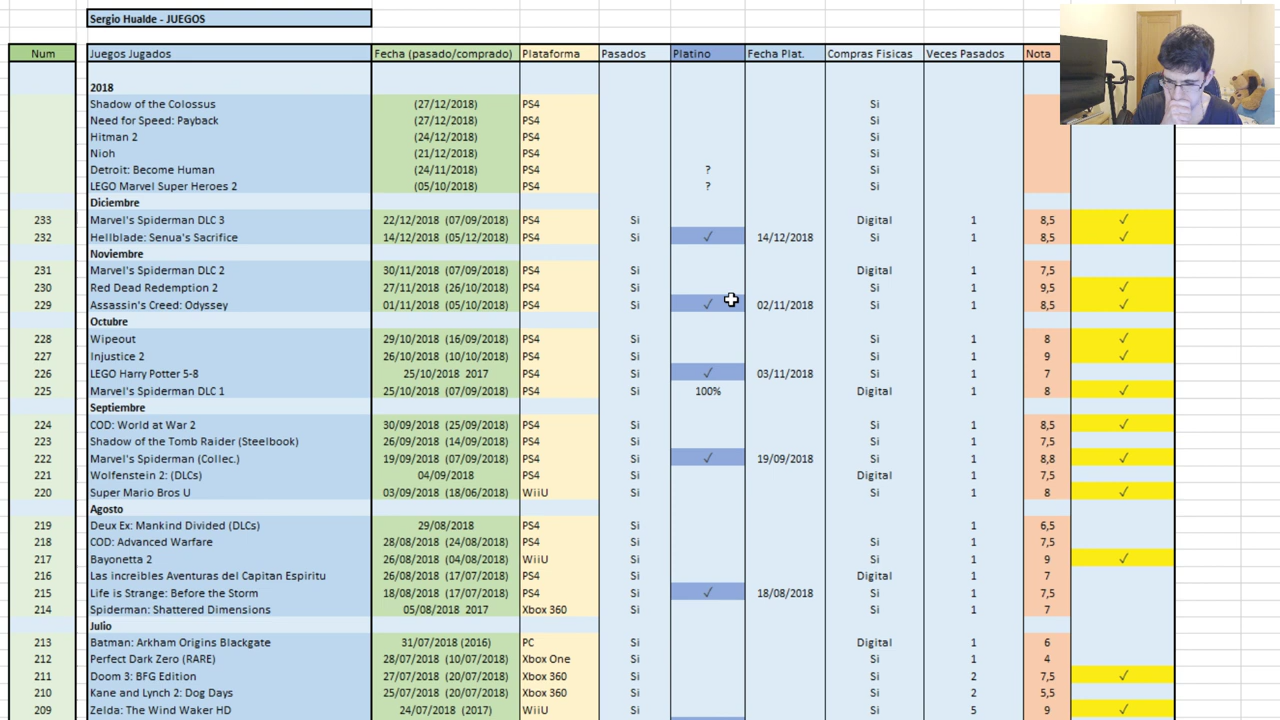 Sergio Hualde - JUEGOS
Num Juegos Jugados Fecha (pasado/comprado) Plataforma Pasados Platino Fecha Plat. Compras Fisicas Veces Pasados Nota
2018
Shadow of the Colossus (27/12/2018) PS4 Si
Need for Speed: Payback (27/12/2018) PS4 Si
Hitman 2 (24/12/2018) PS4 Si
Nioh (21/12/2018) PS4 Si
Detroit: Become Human (24/11/2018) PS4 ? Si
LEGO Marvel Super Heroes 2 (05/10/2018) PS4 ? Si
Diciembre
233 Marvel's Spiderman DLC 3 22/12/2018 (07/09/2018) PS4 Si Digital 1 8,5 ✓
232 Hellblade: Senua's Sacrifice 14/12/2018 (05/12/2018) PS4 Si ✓ 14/12/2018 Si 1 8,5 ✓
Noviembre
231 Marvel's Spiderman DLC 2 30/11/2018 (07/09/2018) PS4 Si Digital 1 7,5
230 Red Dead Redemption 2 27/11/2018 (26/10/2018) PS4 Si Si 1 9,5 ✓
229 Assassin's Creed: Odyssey 01/11/2018 (05/10/2018) PS4 Si ✓ 02/11/2018 Si 1 8,5 ✓
Octubre
228 Wipeout 29/10/2018 (16/09/2018) PS4 Si Si 1 8 ✓
227 Injustice 2 26/10/2018 (10/10/2018) PS4 Si Si 1 9 ✓
226 LEGO Harry Potter 5-8 25/10/2018 2017 PS4 Si ✓ 03/11/2018 Si 1 7
225 Marvel's Spiderman DLC 1 25/10/2018 (07/09/2018) PS4 Si 100% Digital 1 8 ✓
Septiembre
224 COD: World at War 2 30/09/2018 (25/09/2018) PS4 Si Si 1 8,5 ✓
223 Shadow of the Tomb Raider (Steelbook) 26/09/2018 (14/09/2018) PS4 Si Si 1 7,5
222 Marvel's Spiderman (Collec.) 19/09/2018 (07/09/2018) PS4 Si ✓ 19/09/2018 Si 1 8,8 ✓
221 Wolfenstein 2: (DLCs) 04/09/2018 PS4 Si Digital 1 7,5
220 Super Mario Bros U 03/09/2018 (18/06/2018) WiiU Si Si 1 8 ✓
Agosto
219 Deux Ex: Mankind Divided (DLCs) 29/08/2018 PS4 Si 1 6,5
218 COD: Advanced Warfare 28/08/2018 (24/08/2018) PS4 Si Si 1 7,5
217 Bayonetta 2 26/08/2018 (04/08/2018) WiiU Si Si 1 9 ✓
216 Las increibles Aventuras del Capitan Espiritu 26/08/2018 (17/07/2018) PS4 Si Digital 1 7
215 Life is Strange: Before the Storm 18/08/2018 (17/07/2018) PS4 Si ✓ 18/08/2018 Si 1 7,5
214 Spiderman: Shattered Dimensions 05/08/2018 2017 Xbox 360 Si Si 1 7
Julio
213 Batman: Arkham Origins Blackgate 31/07/2018 (2016) PC Si Digital 1 6
212 Perfect Dark Zero (RARE) 28/07/2018 (10/07/2018) Xbox One Si Si 1 4
211 Doom 3: BFG Edition 27/07/2018 (20/07/2018) Xbox 360 Si Si 2 7,5 ✓
210 Kane and Lynch 2: Dog Days 25/07/2018 (20/07/2018) Xbox 360 Si Si 2 5,5
209 Zelda: The Wind Waker HD 24/07/2018 (2017) WiiU Si Si 5 9 ✓